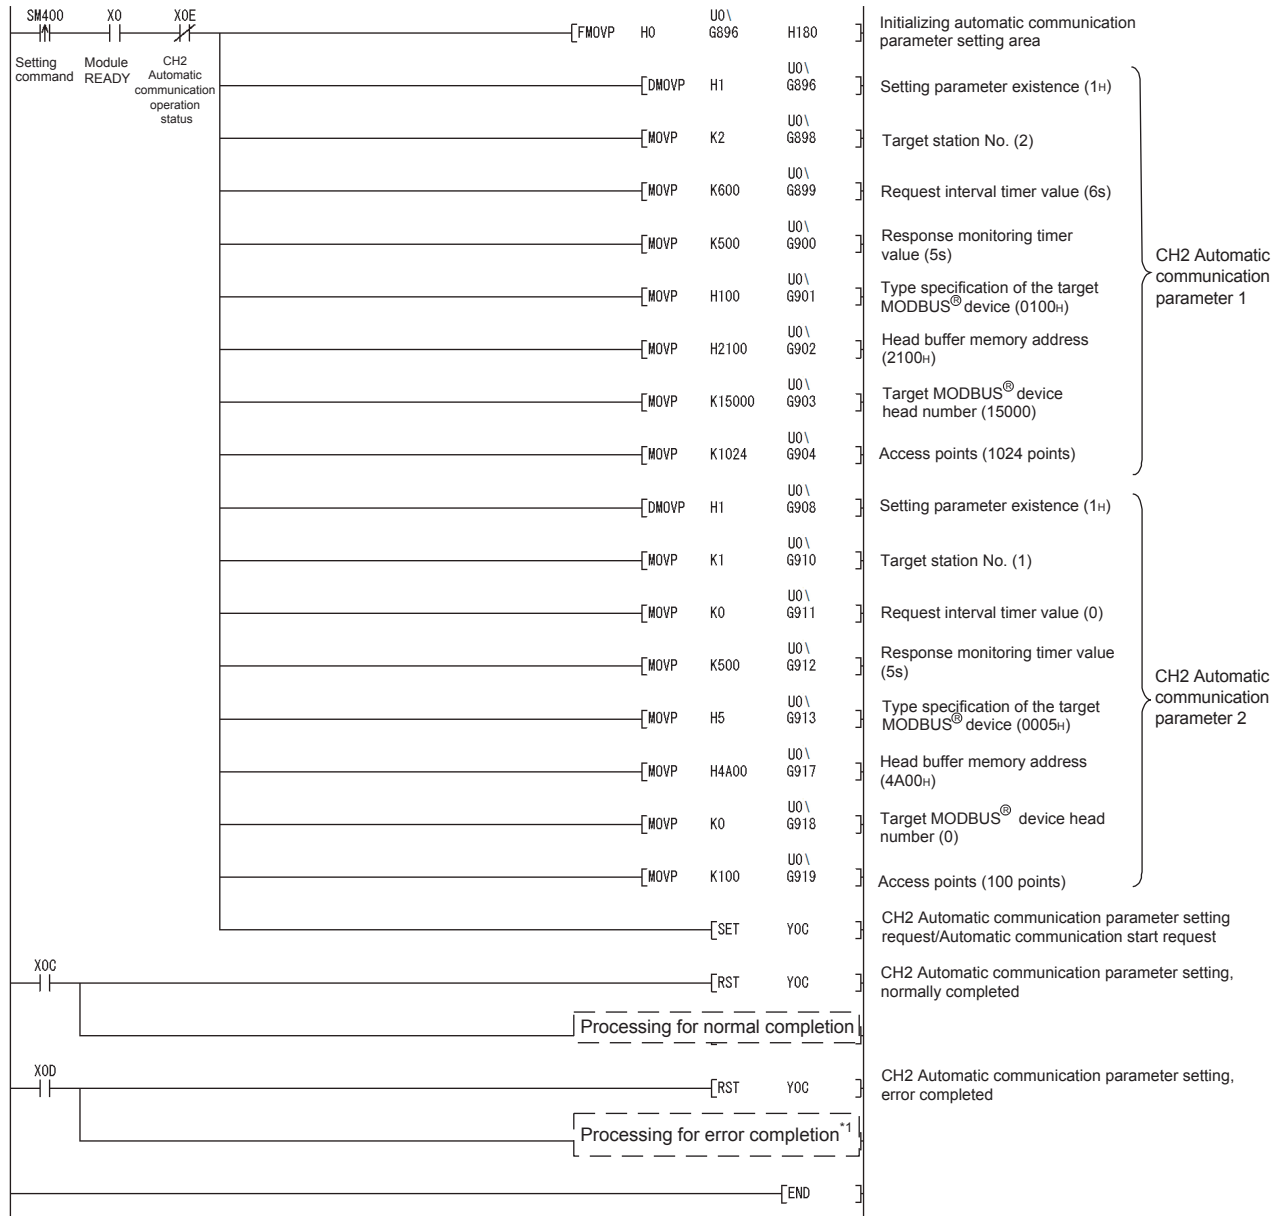 SM400 X0 X0E
Setting command
Module READY
CH2 Automatic communication operation status
[FMOVP H0 U0\G896 H180 ]
Initializing automatic communication
parameter setting area
[DMOVP H1 U0\G896 ]
Setting parameter existence (1H)
[MOVP K2 U0\G898 ]
Target station No. (2)
[MOVP K600 U0\G899 ]
Request interval timer value (6s)
[MOVP K500 U0\G900 ]
Response monitoring timer
value (5s)
[MOVP H100 U0\G901 ]
Type specification of the target
MODBUS® device (0100H)
[MOVP H2100 U0\G902 ]
Head buffer memory address
(2100H)
[MOVP K15000 U0\G903 ]
Target MODBUS® device
head number (15000)
[MOVP K1024 U0\G904 ]
Access points (1024 points)
CH2 Automatic
communication
parameter 1
[DMOVP H1 U0\G908 ]
Setting parameter existence (1H)
[MOVP K1 U0\G910 ]
Target station No. (1)
[MOVP K0 U0\G911 ]
Request interval timer value (0)
[MOVP K500 U0\G912 ]
Response monitoring timer value
(5s)
[MOVP H5 U0\G913 ]
Type specification of the target
MODBUS® device (0005H)
[MOVP H4A00 U0\G917 ]
Head buffer memory address
(4A00H)
[MOVP K0 U0\G918 ]
Target MODBUS® device head
number (0)
[MOVP K100 U0\G919 ]
Access points (100 points)
CH2 Automatic
communication
parameter 2
[SET Y0C ]
CH2 Automatic communication parameter setting
request/Automatic communication start request
X0C
[RST Y0C ]
CH2 Automatic communication parameter setting,
normally completed
Processing for normal completion
X0D
[RST Y0C ]
CH2 Automatic communication parameter setting,
error completed
Processing for error completion*1
[END ]